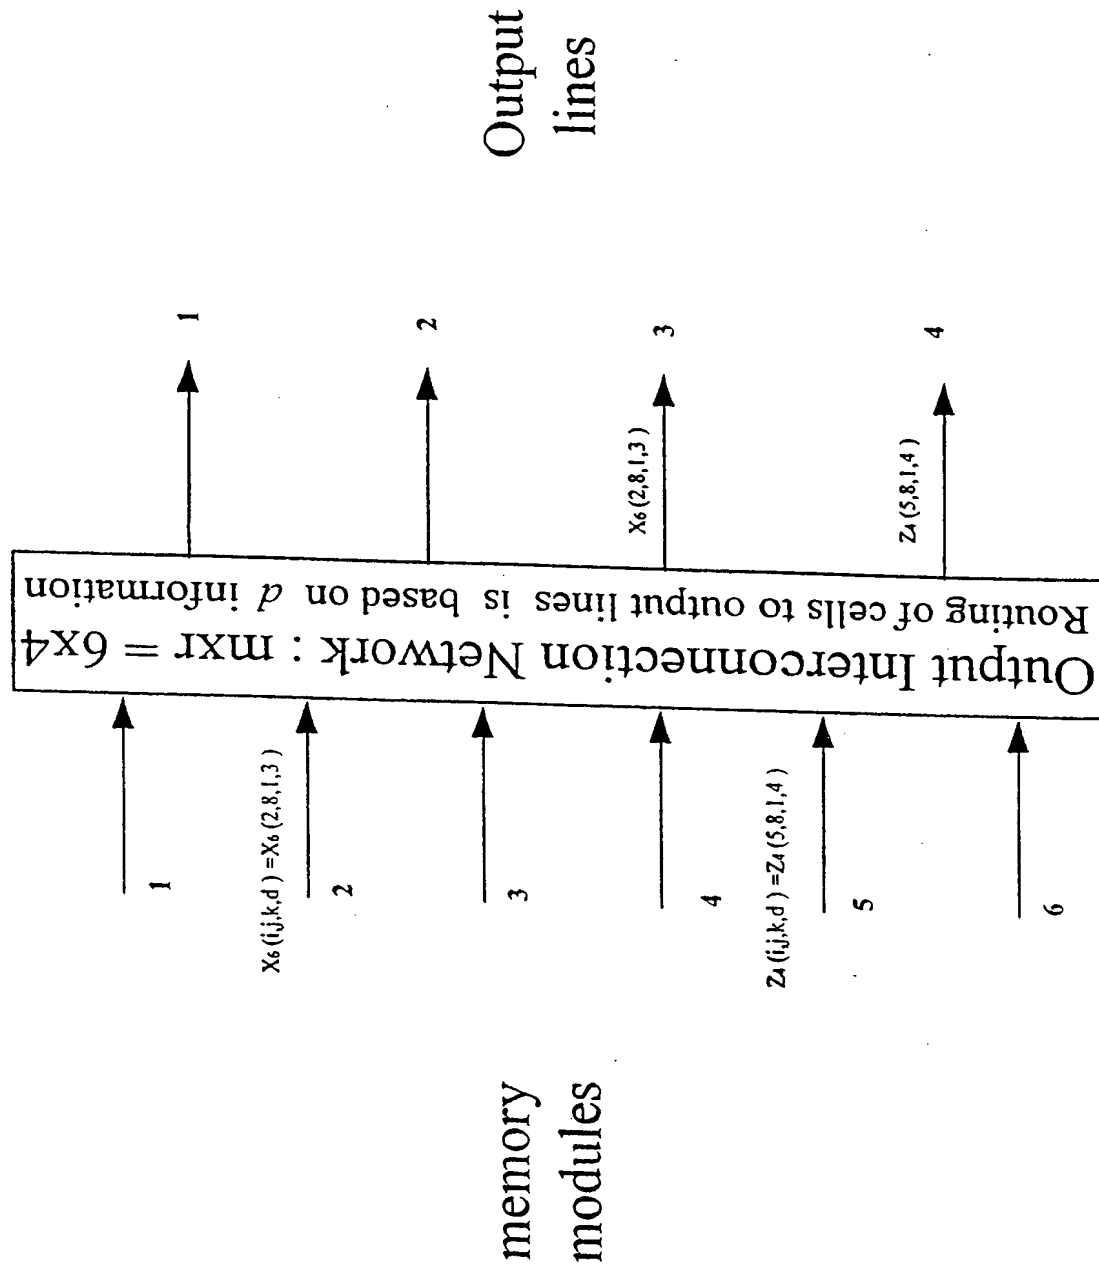 memory
modules
1
X6 (i,j,k,d ) =X6 (2,8,1,3 )
2
3
4
Z4 (i,j,k,d ) =Z4 (5,8,1,4 )
5
6
Output Interconnection Network : mxr = 6x4
Routing of cells to output lines is based on d information
1
2
X6 (2,8,1,3 )
3
Z4 (5,8,1,4 )
4
Output
lines